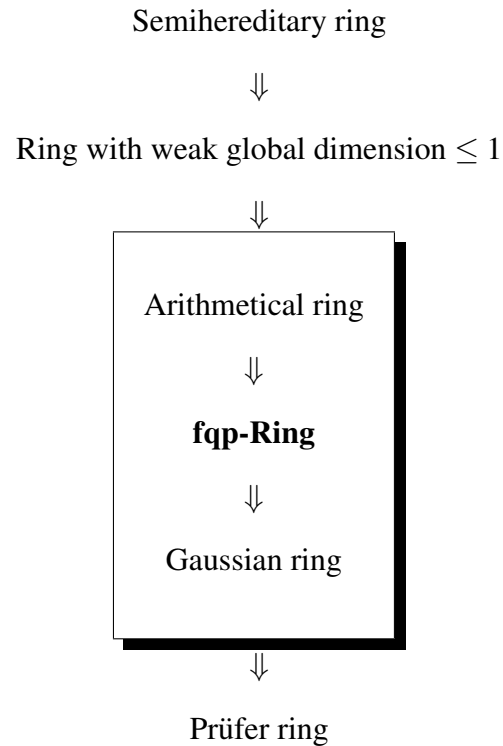 Semihereditary ring
⇓
Ring with weak global dimension ≤ 1
⇓
Arithmetical ring
⇓
fqp-Ring
⇓
Gaussian ring
⇓
Prüfer ring